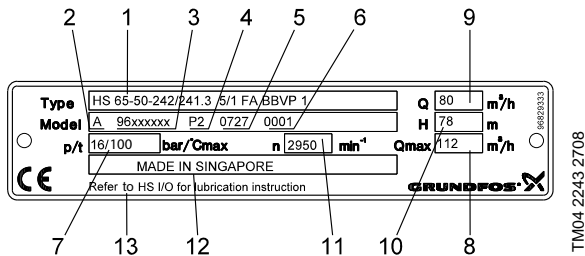 2 1 3 4 5 6 9
Type HS 65-50-242/241.3 5/1 FA BBVP 1 Q 80 m³/h
Model A 96xxxxxx P2 0727 0001 H 78 m
p/t 16/100 bar/°Cmax n 2950 min⁻¹ Qmax 112 m³/h
MADE IN SINGAPORE
CE Refer to HS I/O for lubrication instruction GRUNDFOS
96829333
7 13 12 11 10 8
TM04 2243 2708